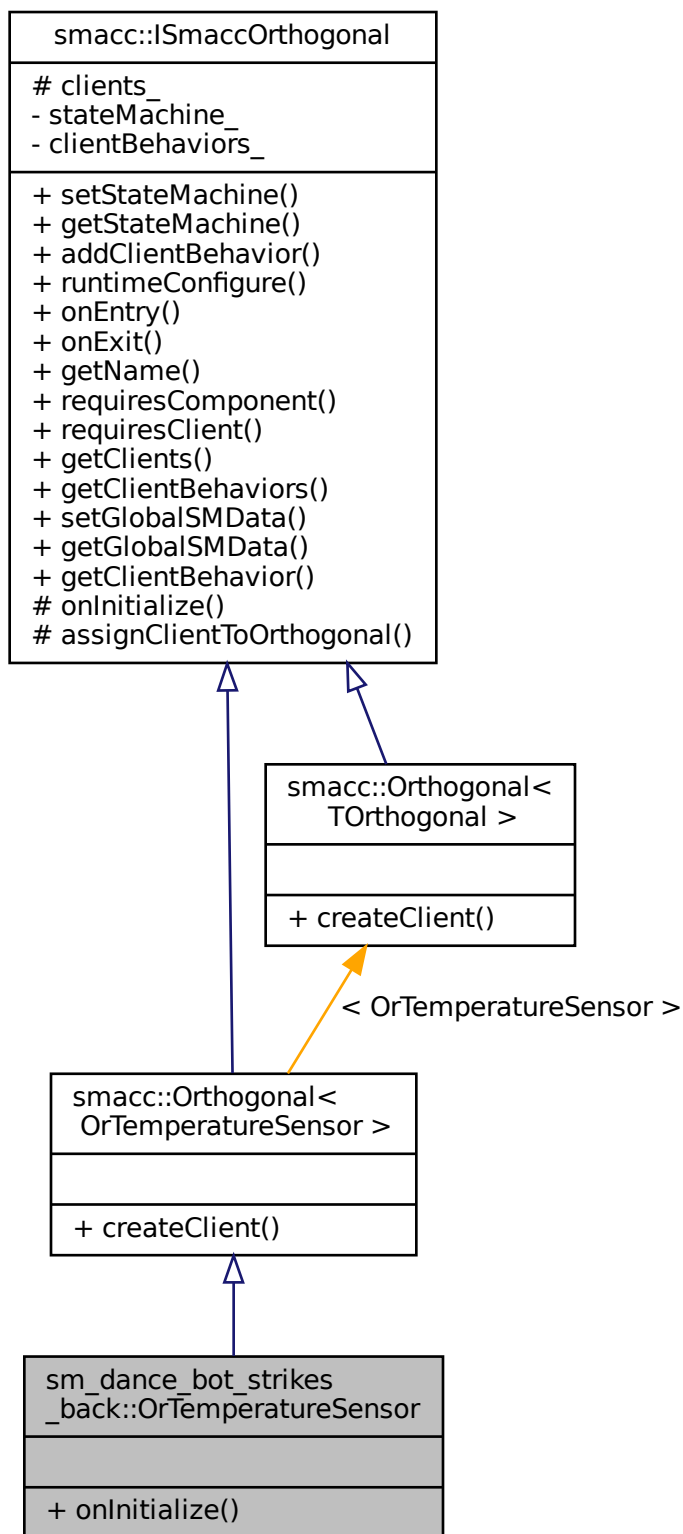 smacc::ISmaccOrthogonal
# clients_
- stateMachine_
- clientBehaviors_
+ setStateMachine()
+ getStateMachine()
+ addClientBehavior()
+ runtimeConfigure()
+ onEntry()
+ onExit()
+ getName()
+ requiresComponent()
+ requiresClient()
+ getClients()
+ getClientBehaviors()
+ setGlobalSMData()
+ getGlobalSMData()
+ getClientBehavior()
# onInitialize()
# assignClientToOrthogonal()
smacc::Orthogonal<
TOrthogonal >
+ createClient()
< OrTemperatureSensor >
smacc::Orthogonal<
OrTemperatureSensor >
+ createClient()
sm_dance_bot_strikes
_back::OrTemperatureSensor
+ onInitialize()